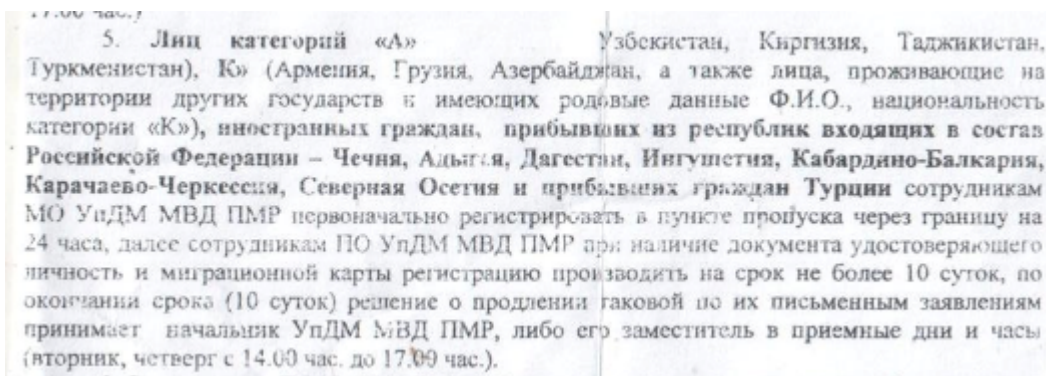 17.00 час.)
5. Лиц категорий «А» Узбекистан, Киргизия, Таджикистан,
Туркменистан), К» (Армения, Грузия, Азербайджан, а также лица, проживающие на
территории других государств и имеющих родовые данные Ф.И.О., национальность
категории «К»), иностранных граждан, прибывших из республик входящих в состав
Российской Федерации – Чечня, Адыгея, Дагестан, Ингушетия, Кабардино-Балкария,
Карачаево-Черкессия, Северная Осетия и прибывших граждан Турции сотрудникам
МО УпДМ МВД ПМР первоначально регистрировать в пункте пропуска через границу на
24 часа, далее сотрудникам ПО УпДМ МВД ПМР при наличие документа удостоверяющего
личность и миграционной карты регистрацию производить на срок не более 10 суток, по
окончании срока (10 суток) решение о продлении таковой по их письменным заявлениям
принимает начальник УпДМ МВД ПМР, либо его заместитель в приемные дни и часы
(вторник, четверг с 14.00 час. до 17.00 час.).